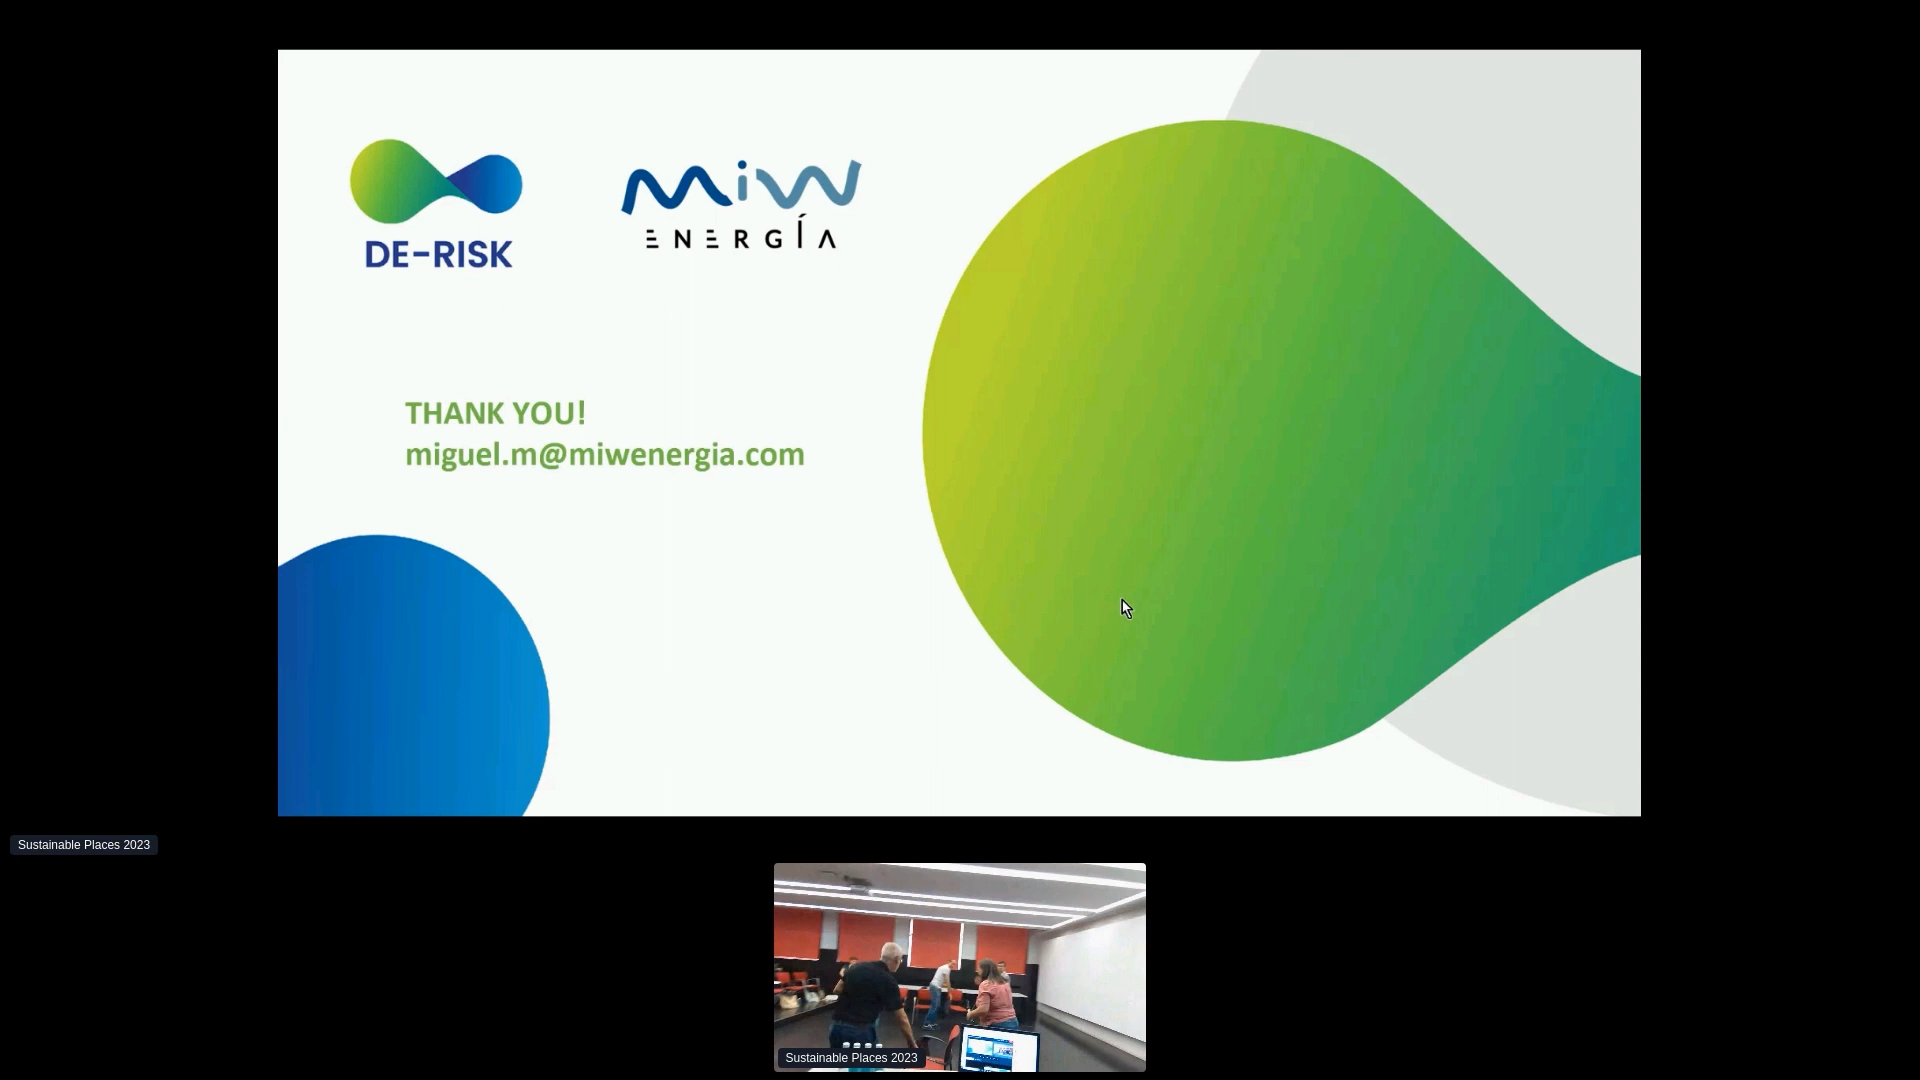 DE-RISK
MiW
ENERGÍA
THANK YOU!
miguel.m@miwenergia.com
Sustainable Places 2023
Sustainable Places 2023